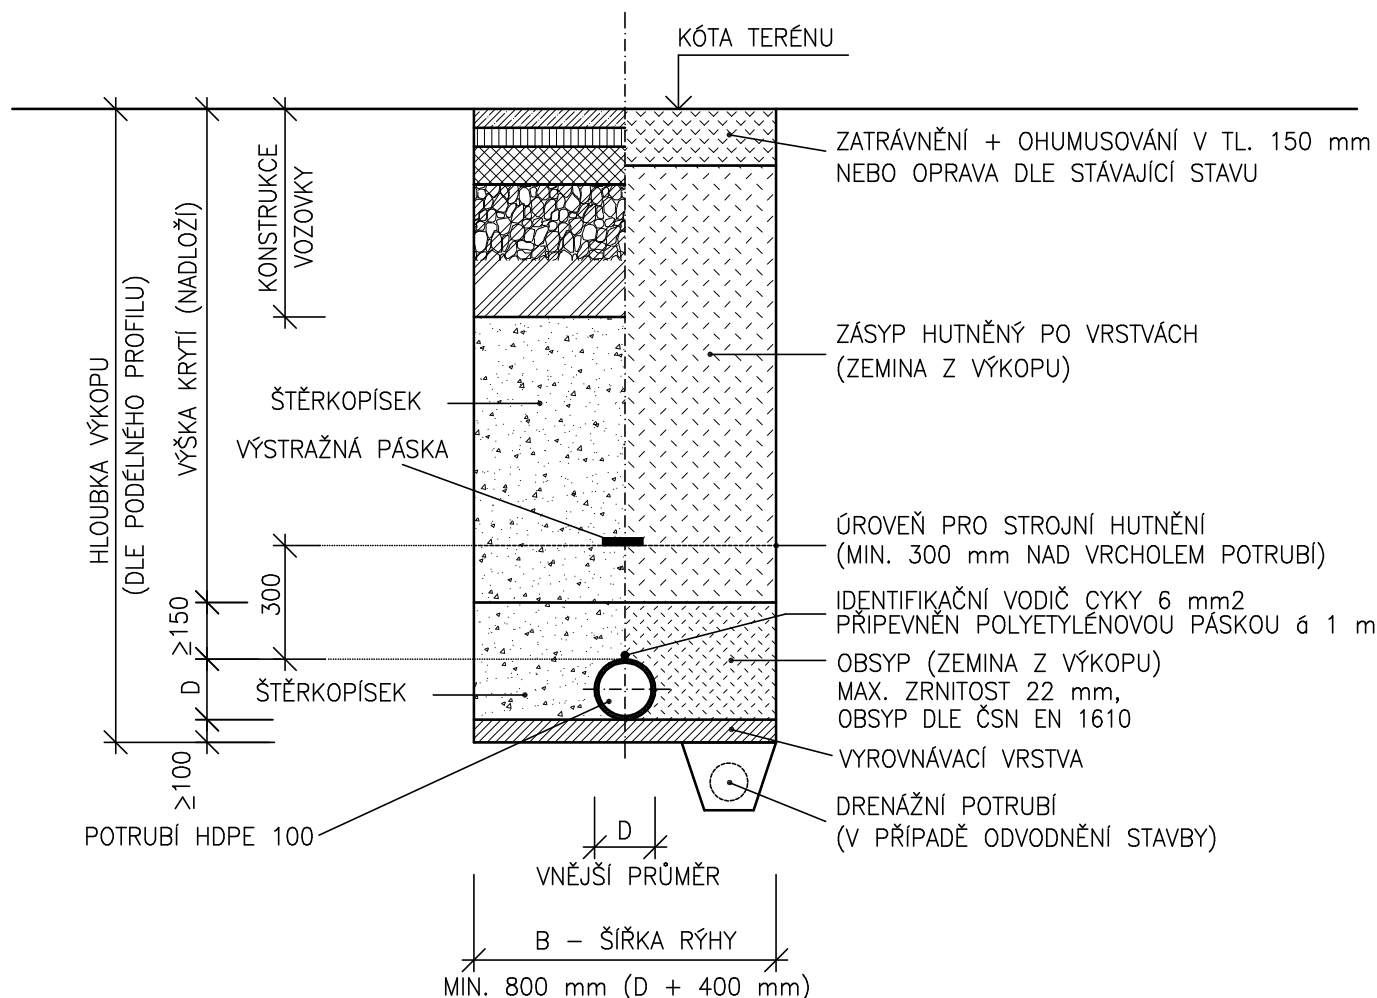 KÓTA TERÉNU
ZATRÁVNĚNÍ + OHUMUSOVÁNÍ V TL. 150 mm
NEBO OPRAVA DLE STÁVAJÍCÍ STAVU
KONSTRUKCE
VOZOVKY
VÝŠKA KRYTÍ (NADLOŽÍ)
HLOUBKA VÝKOPU
(DLE PODÉLNÉHO PROFILU)
ZÁSYP HUTNĚNÝ PO VRSTVÁCH
(ZEMINA Z VÝKOPU)
ŠTĚRKOPÍSEK
VÝSTRAŽNÁ PÁSKA
ÚROVEŇ PRO STROJNÍ HUTNĚNÍ
(MIN. 300 mm NAD VRCHOLEM POTRUBÍ)
300
≥150
IDENTIFIKAČNÍ VODIČ CYKY 6 mm2
PŘIPEVNĚN POLYETYLÉNOVOU PÁSKOU á 1 m
OBSYP (ZEMINA Z VÝKOPU)
MAX. ZRNITOST 22 mm,
OBSYP DLE ČSN EN 1610
D
ŠTĚRKOPÍSEK
VYROVNÁVACÍ VRSTVA
≥100
DRENÁŽNÍ POTRUBÍ
(V PŘÍPADĚ ODVODNĚNÍ STAVBY)
POTRUBÍ HDPE 100
D
VNĚJŠÍ PRŮMĚR
B – ŠÍŘKA RÝHY
MIN. 800 mm (D + 400 mm)